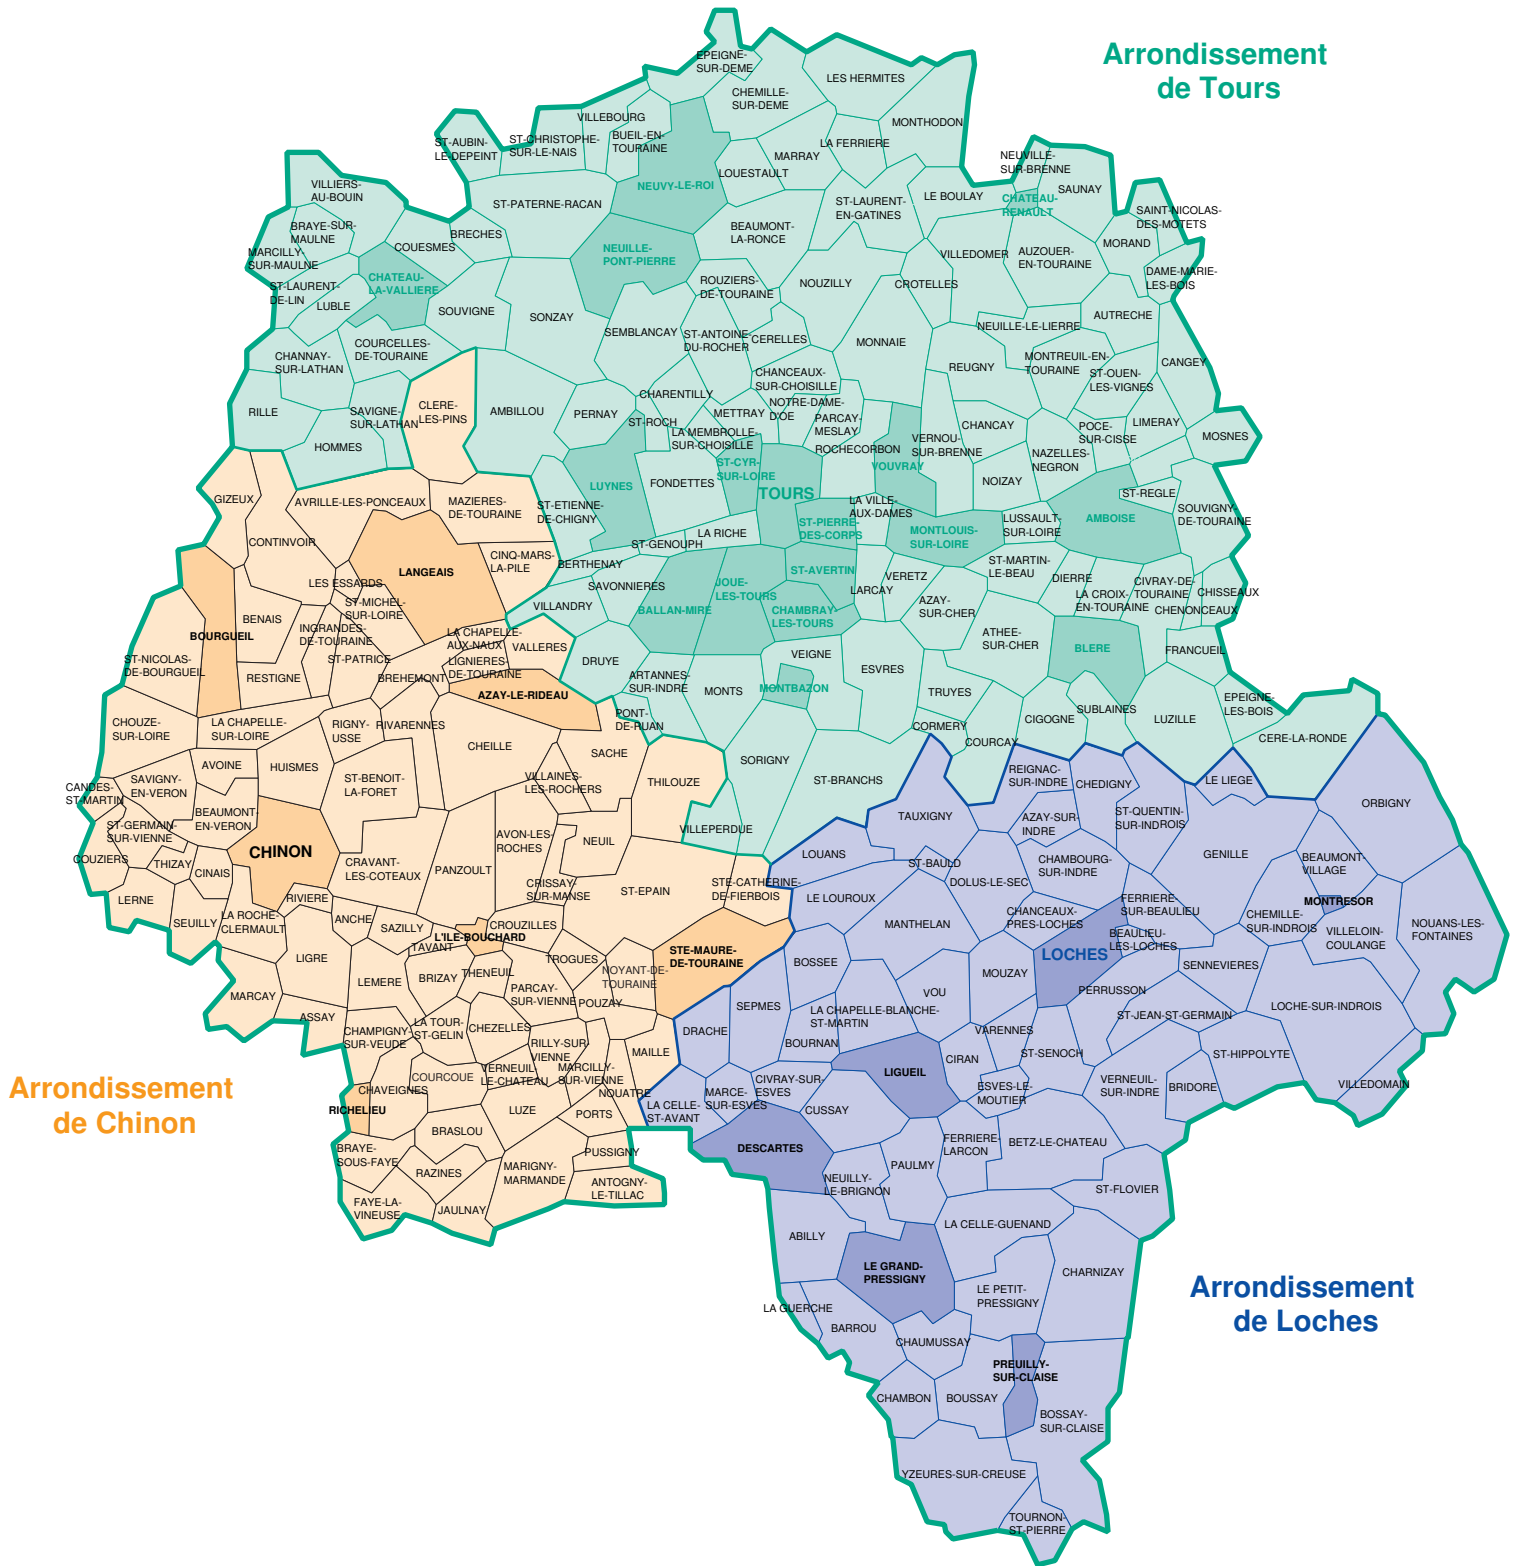 Arrondissement
de Tours
EPEIGNE-
SUR-DEME
LES HERMITES
CHEMILLE-
SUR-DEME
VILLEBOURG
MONTHODON
ST-AUBIN-
LE-DEPEINT
ST-CHRISTOPHE-
SUR-LE-NAIS
BUEIL-EN-
TOURAINE
LA FERRIERE
MARRAY
LOUESTAULT
NEUVY-LE-ROI
NEUVILLE-
SUR-BRENNE
SAUNAY
LE BOULAY
CHATEAU-
RENAULT
VILLIERS-
AU-BOUIN
ST-PATERNE-RACAN
ST-LAURENT-
EN-GATINES
SAINT-NICOLAS-
DES-MOTETS
BRAYE-SUR-
MAULNE
BRECHES
COUESMES
BEAUMONT-
LA-RONCE
MORAND
MARCILLY-
SUR-MAULNE
NEUILLE-
PONT-PIERRE
VILLEDOMER
AUZOUER-
EN-TOURAINE
DAME-MARIE-
LES-BOIS
CHATEAU-
LA-VALLIERE
ST-LAURENT-
DE-LIN
LUBLE
ROUZIERS-
DE-TOURAINE
NOUZILLY
CROTELLES
SOUVIGNE
SONZAY
AUTRECHE
NEUILLE-LE-LIERRE
SEMBLANCAY
ST-ANTOINE-
DU-ROCHER
CERELLES
MONNAIE
COURCELLES-
DE-TOURAINE
CHANNAY-
SUR-LATHAN
REUGNY
MONTREUIL-EN-
TOURAINE
CANGEY
ST-OUEN-
LES-VIGNES
CHANCEAUX-
SUR-CHOISILLE
CHARENTILLY
RILLE
SAVIGNE-
SUR-LATHAN
CLERE-
LES-PINS
AMBILLOU
PERNAY
ST-ROCH
METTRAY
NOTRE-DAME-
D'OE
PARCAY-
MESLAY
LIMERAY
CHANCAY
POCE-
SUR-CISSE
MOSNES
LA MEMBROLLE-
SUR-CHOISILLE
VERNOU-
SUR-BRENNE
ROCHECORBON
HOMMES
NAZELLES-
NEGRON
VOUVRAY
ST-CYR-
SUR-LOIRE
FONDETTES
LUYNES
TOURS
NOIZAY
GIZEUX
AVRILLE-LES-PONCEAUX
MAZIERES-
DE-TOURAINE
ST-ETIENNE-
DE-CHIGNY
LA VILLE-
AUX-DAMES
ST-REGLE
SOUVIGNY-
DE-TOURAINE
AMBOISE
LUSSAULT-
SUR-LOIRE
ST-PIERRE-
DES-CORPS
MONTLOUIS-
SUR-LOIRE
LA RICHE
ST-GENOUPH
CONTINVOIR
CINQ-MARS-
LA-PILE
BERTHENAY
LANGEAIS
ST-MARTIN-
LE-BEAU
ST-AVERTIN
VERETZ
LARCAY
DIERRE
CIVRAY-DE-
TOURAINE
CHISSEAUX
LES ESSARDS
SAVONNIERES
JOUE-
LES-TOURS
LA CROIX-
EN-TOURAINE
CHENONCEAUX
ST-MICHEL-
SUR-LOIRE
VILLANDRY
BALLAN-MIRE
CHAMBRAY-
LES-TOURS
AZAY-
SUR-CHER
BENAIS
INGRANDES-
DE-TOURAINE
BOURGUEIL
LA CHAPELLE-
AUX-NAUX
VALLERES
ATHEE-
SUR-CHER
BLERE
FRANCUEIL
ST-NICOLAS-
DE-BOURGUEIL
ST-PATRICE
LIGNIERES-
DE-TOURAINE
DRUYE
VEIGNE
ESVRES
RESTIGNE
BREHEMONT
AZAY-LE-RIDEAU
ARTANNES-
SUR-INDRE
MONTS
MONTBAZON
TRUYES
EPEIGNE-
LES-BOIS
SUBLAINES
CHOUZE-
SUR-LOIRE
LA CHAPELLE-
SUR-LOIRE
RIGNY-
USSE
RIVARENNES
PONT-
DE-RUAN
CORMERY
CIGOGNE
LUZILLE
COURCAY
CERE-LA-RONDE
CHEILLE
SACHE
AVOINE
HUISMES
SORIGNY
ST-BRANCHS
CANDES-
ST-MARTIN
SAVIGNY-
EN-VERON
ST-BENOIT-
LA-FORET
VILLAINES-
LES-ROCHERS
THILOUZE
REIGNAC-
SUR-INDRE
CHEDIGNY
LE LIEGE
ORBIGNY
BEAUMONT-
EN-VERON
TAUXIGNY
AZAY-SUR-
INDRE
ST-QUENTIN-
SUR-INDROIS
ST-GERMAIN-
SUR-VIENNE
VILLEPERDUE
AVON-LES-
ROCHES
NEUIL
CHINON
LOUANS
ST-BAULD
CHAMBOURG-
SUR-INDRE
GENILLE
BEAUMONT-
VILLAGE
COUZIERS
THIZAY
CINAIS
CRAVANT-
LES-COTEAUX
PANZOULT
CRISSAY-
SUR-MANSE
ST-EPAIN
STE-CATHERINE-
DE-FIERBOIS
DOLUS-LE-SEC
LERNE
RIVIERE
LE LOUROUX
FERRIERE-
SUR-BEAULIEU
MONTRESOR
SEUILLY
LA ROCHE-
CLERMAULT
ANCHE
SAZILLY
CROUZILLES
MANTHELAN
CHANCEAUX-
PRES-LOCHES
CHEMILLE-
SUR-INDROIS
NOUANS-LES-
FONTAINES
L'ILE-BOUCHARD
TAVANT
BEAULIEU-
LES-LOCHES
VILLELOIN-
COULANGE
STE-MAURE-
DE-TOURAINE
LOCHES
LIGRE
TROGUES
BOSSEE
SENNEVIERES
BRIZAY
THENEUIL
NOYANT-DE-
TOURAINE
MOUZAY
LEMERE
MARCAY
PARCAY-
SUR-VIENNE
POUZAY
VOU
PERRUSSON
SEPMES
LA CHAPELLE-BLANCHE-
ST-MARTIN
LOCHE-SUR-INDROIS
ST-JEAN-ST-GERMAIN
ASSAY
CHAMPIGNY-
SUR-VEUDE
LA TOUR-
ST-GELIN
CHEZELLES
DRACHE
VARENNES
RILLY-SUR-
VIENNE
BOURNAN
MAILLE
ST-SENOCH
ST-HIPPOLYTE
CIRAN
VERNEUIL-
LE-CHATEAU
MARCILLY-
SUR-VIENNE
COURCOUE
CHAVEIGNES
NOUATRE
LIGUEIL
MARCE-
SUR-ESVES
CIVRAY-SUR-
ESVES
ESVES-LE-
MOUTIER
VERNEUIL-
SUR-INDRE
BRIDORE
VILLEDOMAIN
Arrondissement
de Chinon
RICHELIEU
LUZE
PORTS
LA CELLE-
ST-AVANT
CUSSAY
BRASLOU
BRAYE-
SOUS-FAYE
PUSSIGNY
DESCARTES
FERRIERE-
LARCON
BETZ-LE-CHATEAU
RAZINES
MARIGNY-
MARMANDE
PAULMY
NEUILLY-
LE-BRIGNON
ANTOGNY-
LE-TILLAC
ST-FLOVIER
FAYE-LA-
VINEUSE
JAULNAY
ABILLY
LA CELLE-GUENAND
LE GRAND-
PRESSIGNY
CHARNIZAY
LE PETIT-
PRESSIGNY
Arrondissement
de Loches
LA GUERCHE
BARROU
CHAUMUSSAY
PREUILLY-
SUR-CLAISE
CHAMBON
BOUSSAY
BOSSAY-
SUR-CLAISE
YZEURES-SUR-CREUSE
TOURNON-
ST-PIERRE